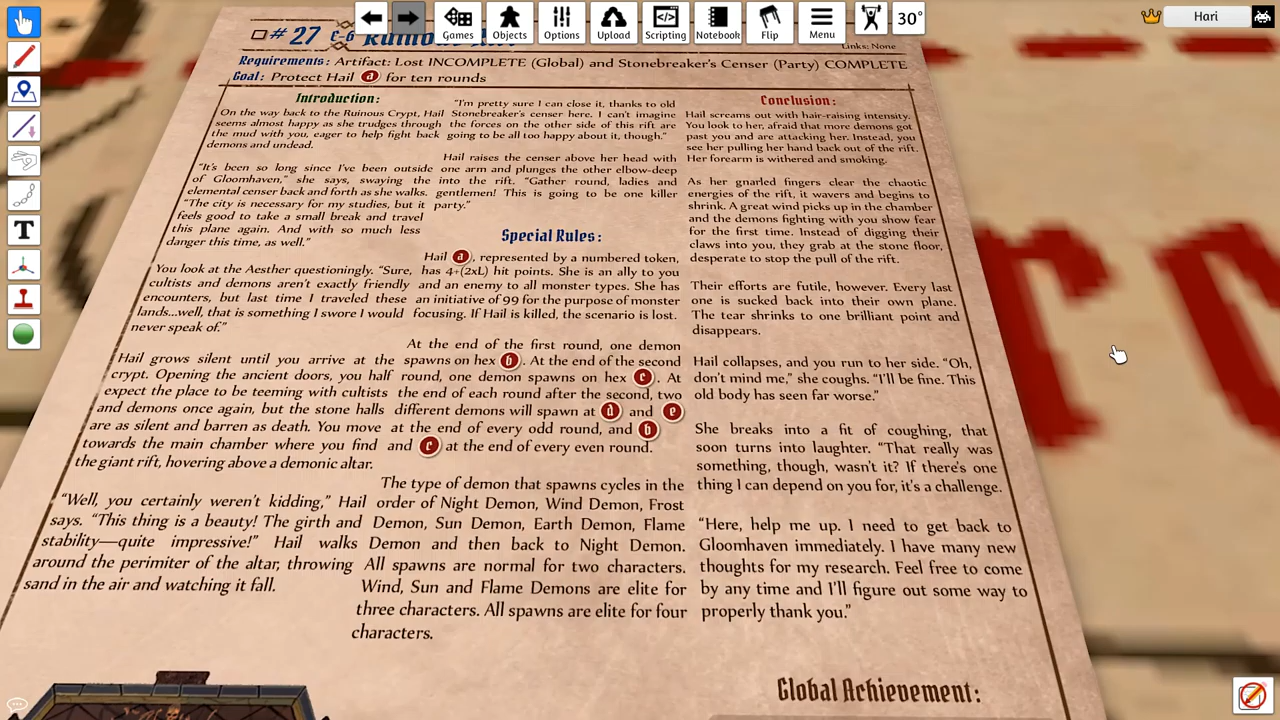 Games
Objects
Options
Upload
Scripting
Notebook
Flip
Menu
30°
Hari
#27 C-6 Ruinous Rift
Links: None
Requirements: Artifact: Lost INCOMPLETE (Global) and Stonebreaker's Censer (Party) COMPLETE
Goal: Protect Hail a for ten rounds
Introduction:
On the way back to the Ruinous Crypt, Hail
seems almost happy as she trudges through
the mud with you, eager to help fight back
demons and undead.
"It's been so long since I've been outside
of Gloomhaven," she says, swaying the
elemental censer back and forth as she walks.
"The city is necessary for my studies, but it
feels good to take a small break and travel
this plane again. And with so much less
danger this time, as well."
You look at the Aesther questioningly. "Sure,
cultists and demons aren't exactly friendly
encounters, but last time I traveled these
lands...well, that is something I swore I would
never speak of."
Hail grows silent until you arrive at the
crypt. Opening the ancient doors, you half
expect the place to be teeming with cultists
and demons once again, but the stone halls
are as silent and barren as death. You move
towards the main chamber where you find
the giant rift, hovering above a demonic altar.
"Well, you certainly weren't kidding," Hail
says. "This thing is a beauty! The girth and
stability—quite impressive!" Hail walks
around the perimeter of the altar, throwing
sand in the air and watching it fall.
"I'm pretty sure I can close it, thanks to old
Stonebreaker's censer here. I can't imagine
the forces on the other side of this rift are
going to be all too happy about it, though."
Hail raises the censer above her head with
one arm and plunges the other elbow-deep
into the rift. "Gather round, ladies and
gentlemen! This is going to be one killer
party."
Special Rules:
Hail a, represented by a numbered token,
has 4+(2xL) hit points. She is an ally to you
and an enemy to all monster types. She has
an initiative of 99 for the purpose of monster
focusing. If Hail is killed, the scenario is lost.
At the end of the first round, one demon
spawns on hex b. At the end of the second
round, one demon spawns on hex c. At
the end of each round after the second, two
different demons will spawn at d and e
at the end of every odd round, and b
and c at the end of every even round.
The type of demon that spawns cycles in the
order of Night Demon, Wind Demon, Frost
Demon, Sun Demon, Earth Demon, Flame
Demon and then back to Night Demon.
All spawns are normal for two characters.
Wind, Sun and Flame Demons are elite for
three characters. All spawns are elite for four
characters.
Conclusion:
Hail screams out with hair-raising intensity.
You look to her, afraid that more demons got
past you and are attacking her. Instead, you
see her pulling her hand back out of the rift.
Her forearm is withered and smoking.
As her gnarled fingers clear the chaotic
energies of the rift, it wavers and begins to
shrink. A great wind picks up in the chamber
and the demons fighting with you show fear
for the first time. Instead of digging their
claws into you, they grab at the stone floor,
desperate to stop the pull of the rift.
Their efforts are futile, however. Every last
one is sucked back into their own plane.
The tear shrinks to one brilliant point and
disappears.
Hail collapses, and you run to her side. "Oh,
don't mind me," she coughs. "I'll be fine. This
old body has seen far worse."
She breaks into a fit of coughing, that
soon turns into laughter. "That really was
something, though, wasn't it? If there's one
thing I can depend on you for, it's a challenge.
"Here, help me up. I need to get back to
Gloomhaven immediately. I have many new
thoughts for my research. Feel free to come
by any time and I'll figure out some way to
properly thank you."
Global Achievement: